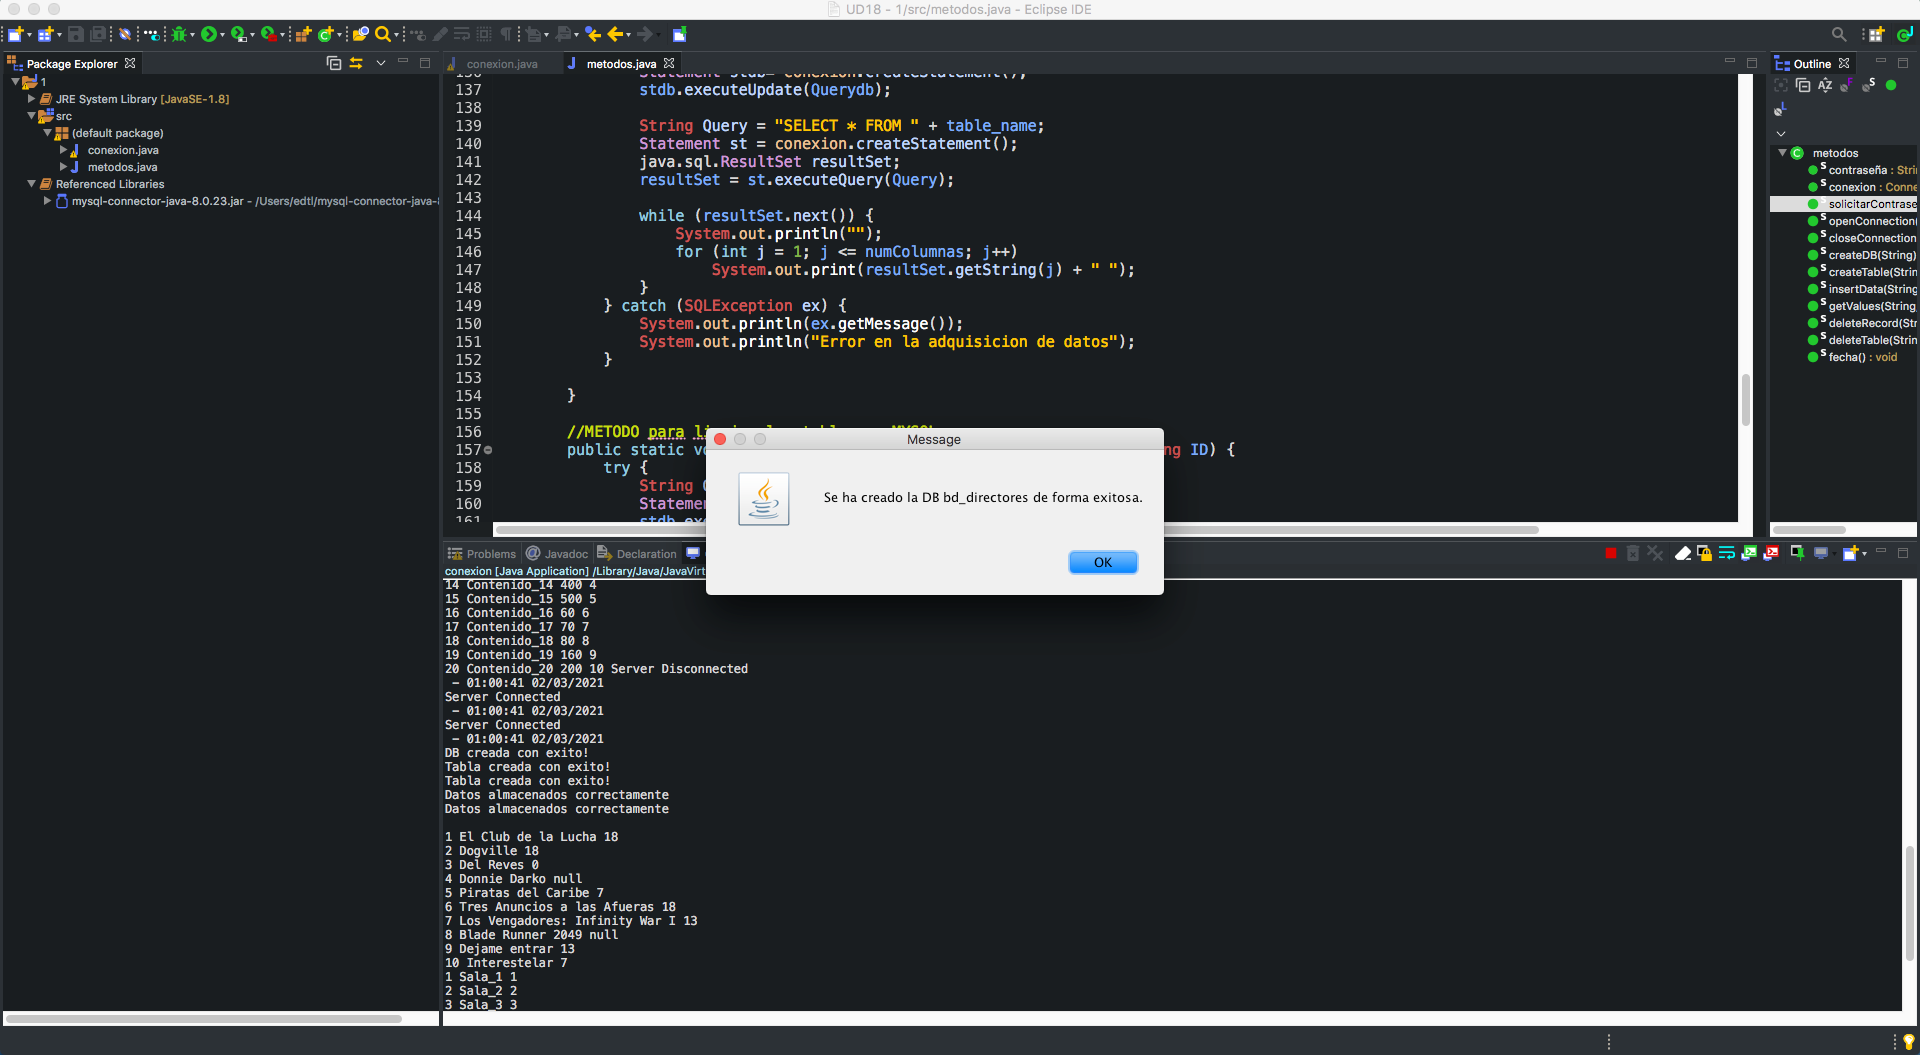 UD18 - 1/src/metodos.java - Eclipse IDE
Package Explorer
1
JRE System Library [JavaSE-1.8]
src
(default package)
conexion.java
metodos.java
Referenced Libraries
mysql-connector-java-8.0.23.jar - /Users/edtl/mysql-connector-java-8
conexion.java
metodos.java
136 Statement stdb= conexion.createStatement();
137 stdb.executeUpdate(Querydb);
138
139 String Query = "SELECT * FROM " + table_name;
140 Statement st = conexion.createStatement();
141 java.sql.ResultSet resultSet;
142 resultSet = st.executeQuery(Query);
143
144 while (resultSet.next()) {
145 System.out.println("");
146 for (int j = 1; j <= numColumnas; j++)
147 System.out.print(resultSet.getString(j) + " ");
148 }
149 } catch (SQLException ex) {
150 System.out.println(ex.getMessage());
151 System.out.println("Error en la adquisicion de datos");
152 }
153
154 }
155
156 //METODO para
157 public static ng ID) {
158 try {
159 String
160 Stateme
161
Message
Se ha creado la DB bd_directores de forma exitosa.
OK
Problems
Javadoc
Declaration
conexion [Java Application] /Library/Java/JavaVirt
14 Contenido_14 400 4
15 Contenido_15 500 5
16 Contenido_16 60 6
17 Contenido_17 70 7
18 Contenido_18 80 8
19 Contenido_19 160 9
20 Contenido_20 200 10 Server Disconnected
- 01:00:41 02/03/2021
Server Connected
- 01:00:41 02/03/2021
Server Connected
- 01:00:41 02/03/2021
DB creada con exito!
Tabla creada con exito!
Tabla creada con exito!
Datos almacenados correctamente
Datos almacenados correctamente
1 El Club de la Lucha 18
2 Dogville 18
3 Del Reves 0
4 Donnie Darko null
5 Piratas del Caribe 7
6 Tres Anuncios a las Afueras 18
7 Los Vengadores: Infinity War I 13
8 Blade Runner 2049 null
9 Dejame entrar 13
10 Interestelar 7
1 Sala_1 1
2 Sala_2 2
3 Sala_3 3
Outline
metodos
contraseña : Stri
conexion : Conne
solicitarContrase
openConnection(
closeConnection
createDB(String)
createTable(Strin
insertData(String
getValues(String,
deleteRecord(Str
deleteTable(Strin
fecha() : void